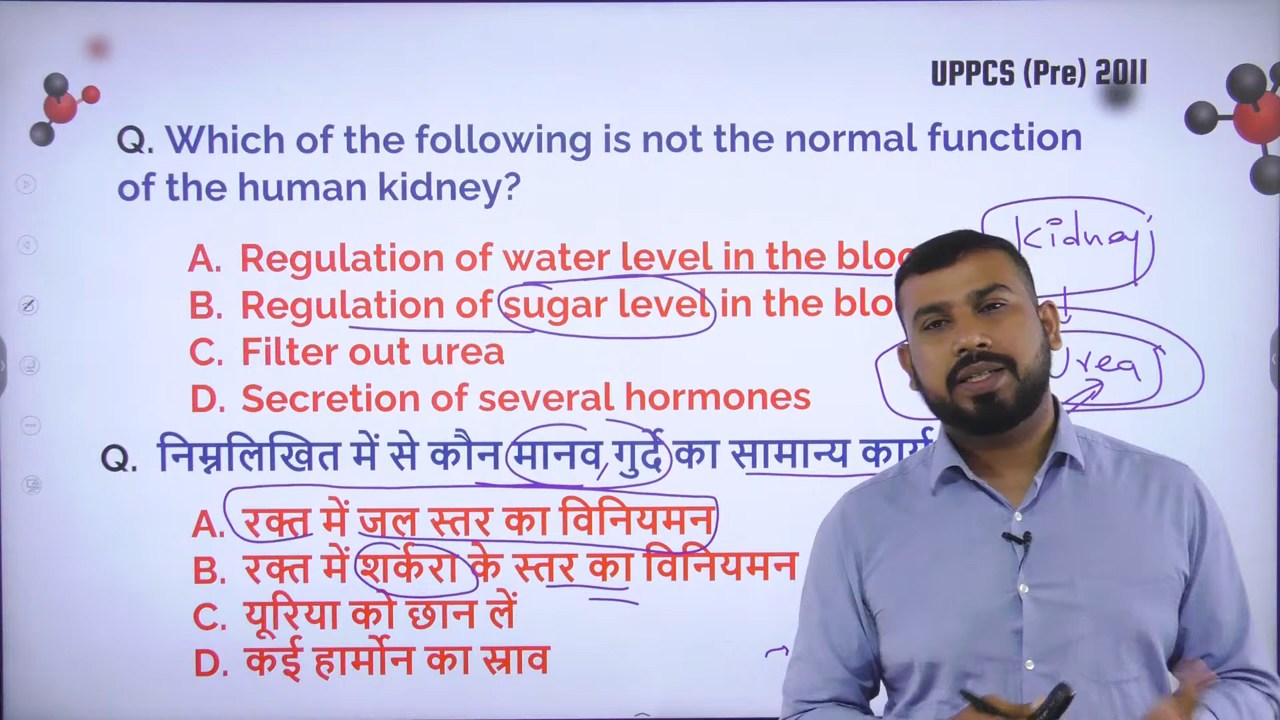 UPPCS (Pre) 2011
Q. Which of the following is not the normal function
of the human kidney?
A. Regulation of water level in the bloo
B. Regulation of sugar level in the blo
C. Filter out urea
D. Secretion of several hormones
Kidney
Urea
Q. निम्नलिखित में से कौन मानव गुर्दे का सामान्य कार्य
A. रक्त में जल स्तर का विनियमन
B. रक्त में शर्करा के स्तर का विनियमन
C. यूरिया को छान लें
D. कई हार्मोन का स्राव